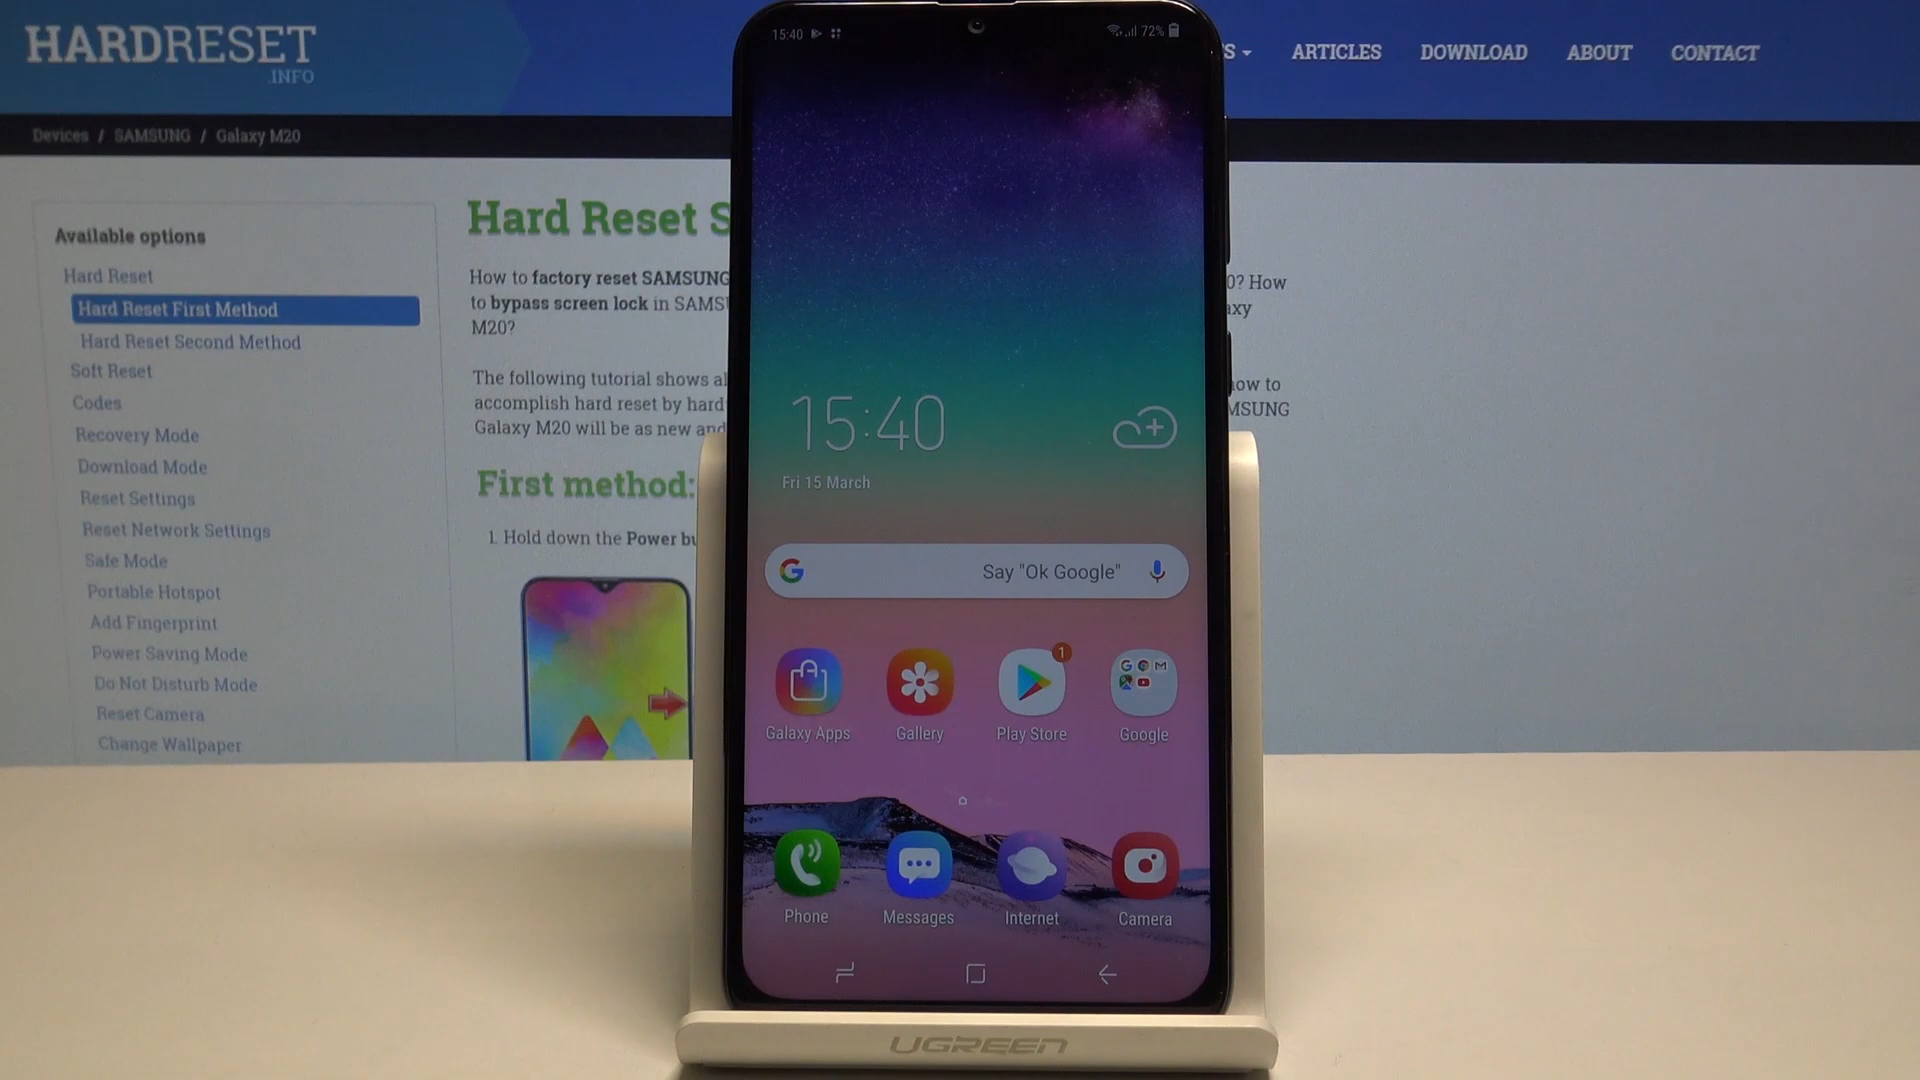 HARDRESET
.INFO
ARTICLES
DOWNLOAD
ABOUT
CONTACT
Devices / SAMSUNG / Galaxy M20
Available options
Hard Reset
Hard Reset First Method
Hard Reset Second Method
Soft Reset
Codes
Recovery Mode
Download Mode
Reset Settings
Reset Network Settings
Safe Mode
Portable Hotspot
Add Fingerprint
Power Saving Mode
Do Not Disturb Mode
Reset Camera
Change Wallpaper
Hard Reset S
How to factory reset SAMSUNG
0? How
to bypass screen lock in SAMSU
axy
M20?
The following tutorial shows al
how to
accomplish hard reset by hard
MSUNG
Galaxy M20 will be as new and
First method:
1. Hold down the Power bu
15:40
72%
15:40
Fri 15 March
Say "Ok Google"
1
Galaxy Apps
Gallery
Play Store
Google
Phone
Messages
Internet
Camera
UGREEN